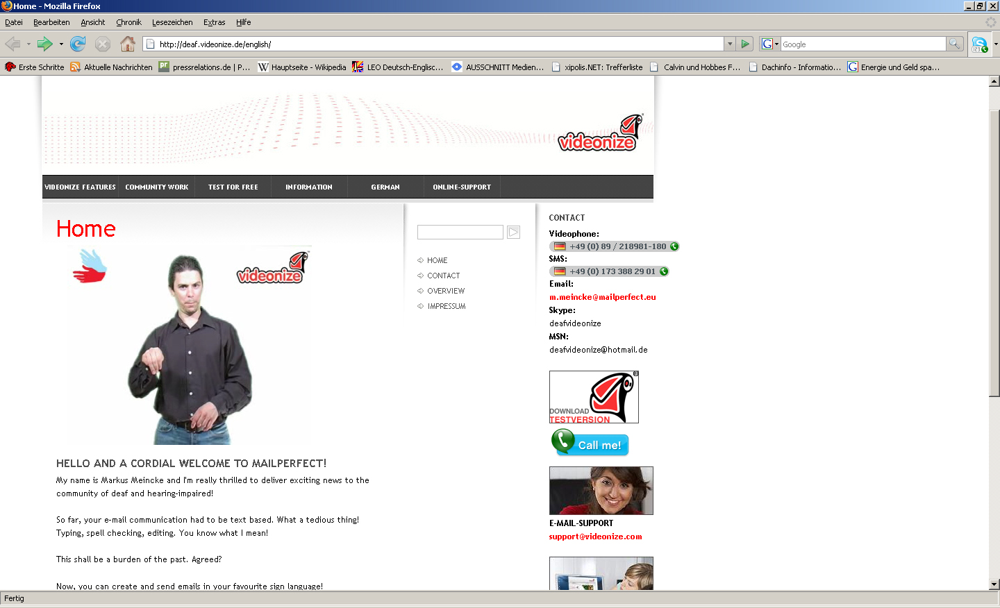 Home - Mozilla Firefox
Datei Bearbeiten Ansicht Chronik Lesezeichen Extras Hilfe
http://deaf.videonize.de/english/
G Google
Erste Schritte Aktuelle Nachrichten pr pressrelations.de | P... W Hauptseite - Wikipedia LEO Deutsch-Englisc... AUSSCHNITT Medien... xipolis.NET: Trefferliste Calvin und Hobbes F... Dachinfo - Informatio... G Energie und Geld spa...
videonize
VIDEONIZE FEATURES COMMUNITY WORK TEST FOR FREE INFORMATION GERMAN ONLINE-SUPPORT
Home
videonize
HELLO AND A CORDIAL WELCOME TO MAILPERFECT!
My name is Markus Meincke and I'm really thrilled to deliver exciting news to the
community of deaf and hearing-impaired!
So far, your e-mail communication had to be text based. What a tedious thing!
Typing, spell checking, editing. You know what I mean!
This shall be a burden of the past. Agreed?
Now, you can create and send emails in your favourite sign language!
HOME
CONTACT
OVERVIEW
IMPRESSUM
CONTACT
Videophone:
+49 (0) 89 / 218981-180
SMS:
+49 (0) 173 388 29 01
Email:
m.meincke@mailperfect.eu
Skype:
deafvideonize
MSN:
deafvideonize@hotmail.de
®
DOWNLOAD
TESTVERSION
Call me!
E-MAIL-SUPPORT
support@videonize.com
Fertig